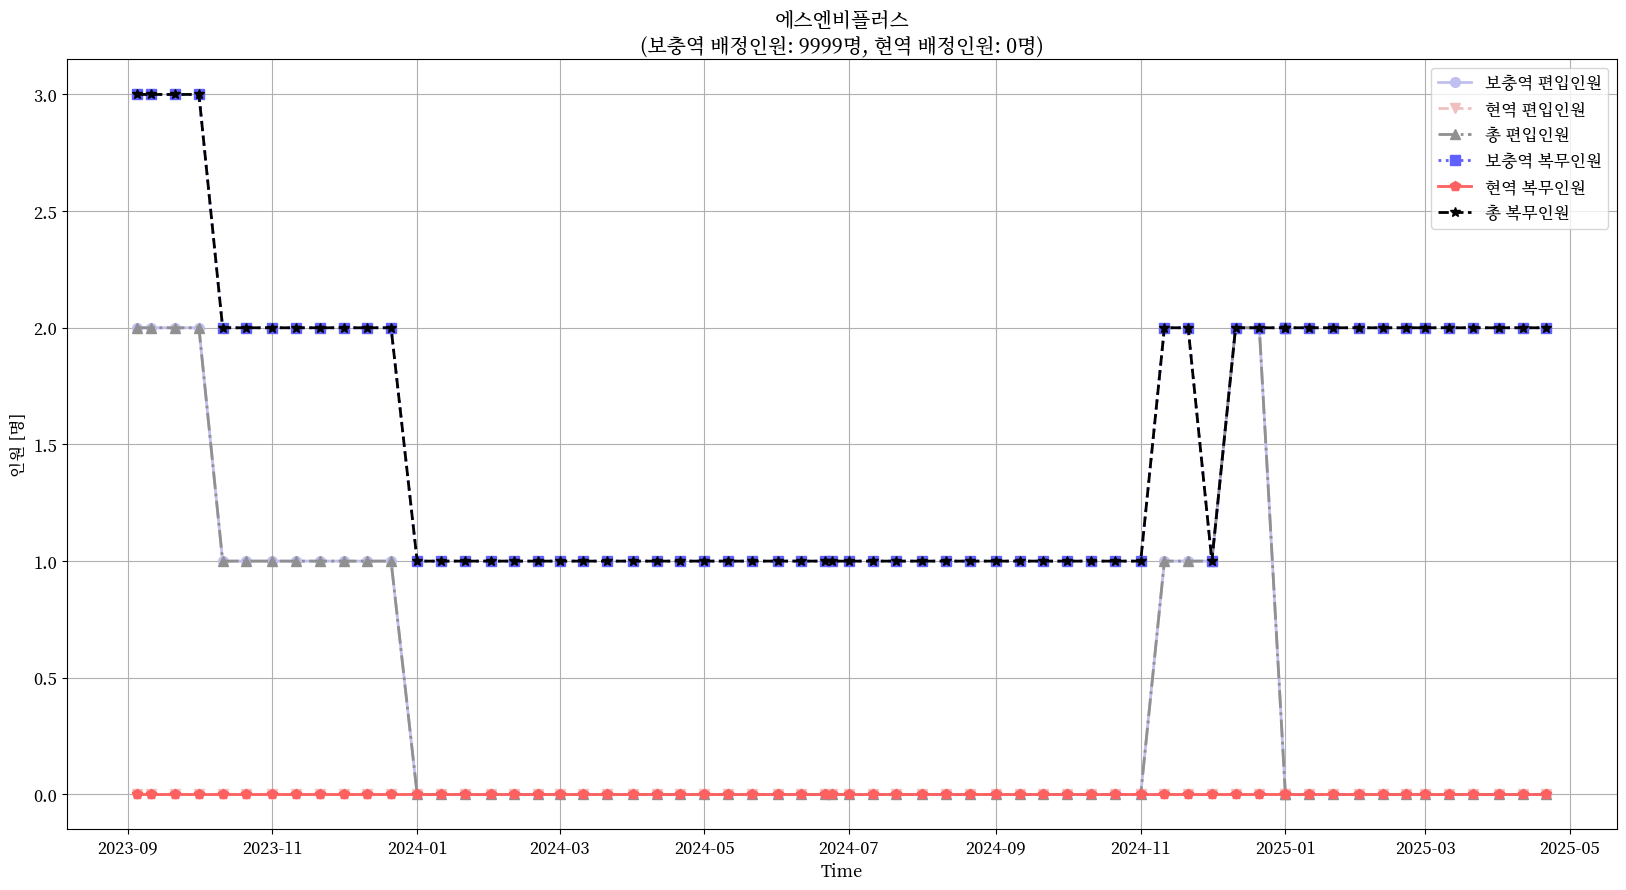 에스엔비플러스
(보충역 배정인원: 9999명, 현역 배정인원: 0명)
보충역 편입인원
현역 편입인원
총 편입인원
보충역 복무인원
현역 복무인원
총 복무인원
인원 [명]
3.0
2.5
2.0
1.5
1.0
0.5
0.0
2023-09 2023-11 2024-01 2024-03 2024-05 2024-07 2024-09 2024-11 2025-01 2025-03 2025-05
Time